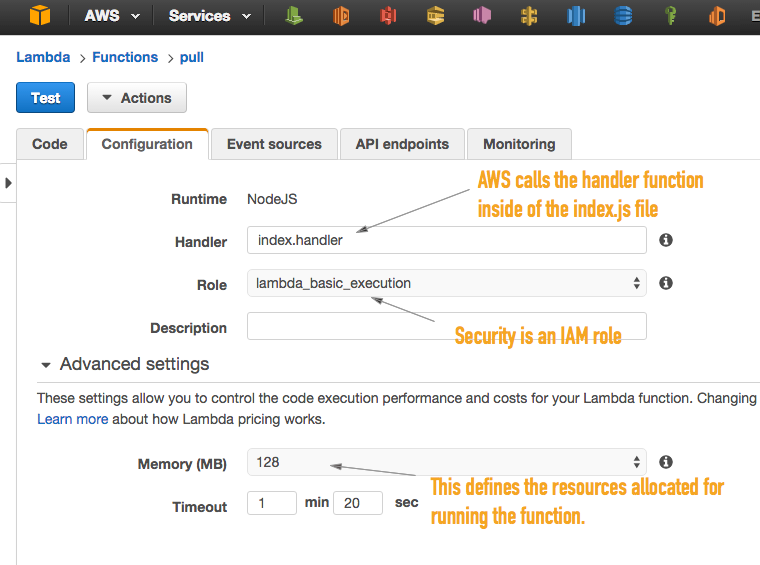 AWS Services E
Lambda > Functions > pull
Test Actions
Code Configuration Event sources API endpoints Monitoring
AWS calls the handler function
inside of the index.js file
Runtime NodeJS
Handler index.handler
Role lambda_basic_execution
Description
Security is an IAM role
Advanced settings
These settings allow you to control the code execution performance and costs for your Lambda function. Changing
Learn more about how Lambda pricing works.
Memory (MB) 128
This defines the resources allocated for
running the function.
Timeout 1 min 20 sec